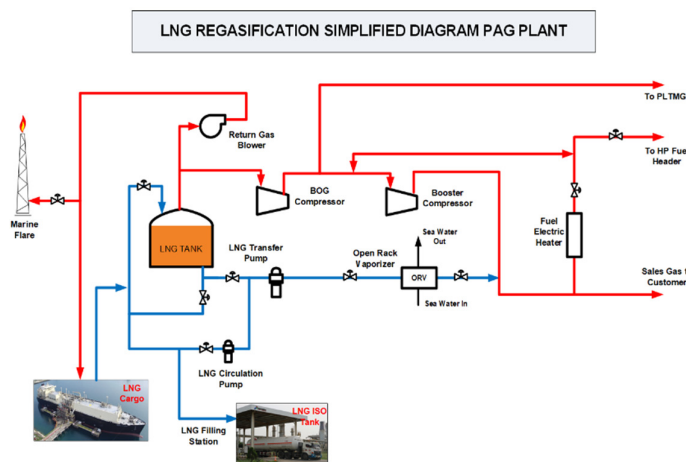 LNG REGASIFICATION SIMPLIFIED DIAGRAM PAG PLANT
To PLTMG
Return Gas
Blower
To HP Fue
Header
Marine
Flare
BOG
Compressor
Booster
Compressor
Fuel
Electric
Heater
LNG TANK
LNG Transfer
Pump
Open Rack
Vaporizer
Sea Water
Out
ORV
Sea Water In
Sales Gas t
Customer
LNG Circulation
Pump
LNG
Cargo
LNG Filling
Station
LNG ISO
Tank